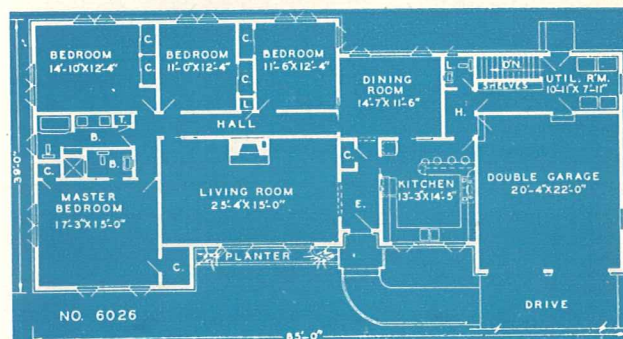 BEDROOM
14'-10"X12'-4"
C.
C.
BEDROOM
11'-0"X12'-4"
C.
C.
L.
BEDROOM
11'-6"X12'-4"
DINING
ROOM
14'-7"X11'-6"
DN.
SHELVES
UTIL. R'M.
10'-11"X7'-11"
H.
T.
B.
HALL
B.
C.
MASTER
BEDROOM
17'-3"X15'-0"
C.
LIVING ROOM
25'-4"X15'-0"
C.
E.
KITCHEN
13'-3"X14'-5"
DOUBLE GARAGE
20'-4"X22'-0"
PLANTER
DRIVE
39'-0"
NO. 6026
85'-0"